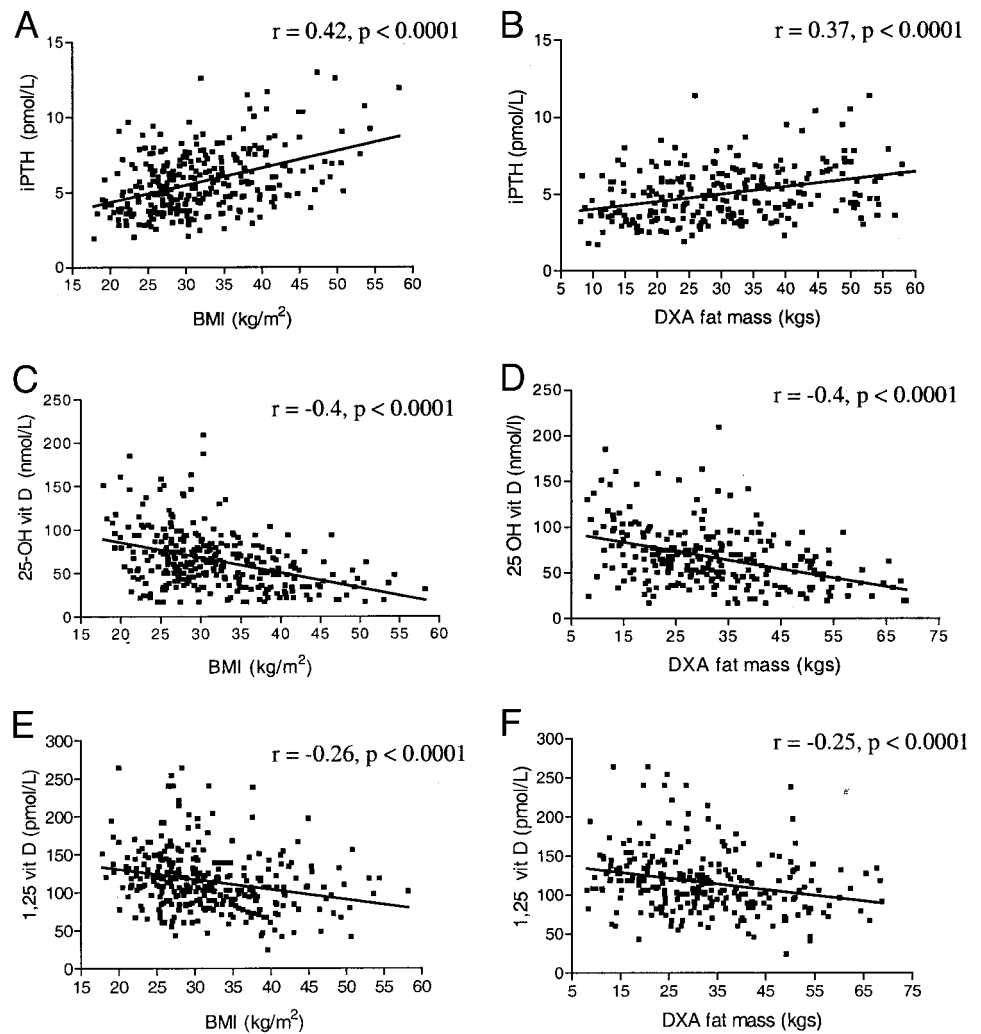 A
r = 0.42, p < 0.0001
iPTH (pmol/L)
15
10
5
0
15 20 25 30 35 40 45 50 55 60
BMI (kg/m²)
B
r = 0.37, p < 0.0001
iPTH (pmol/L)
15
10
5
0
5 10 15 20 25 30 35 40 45 50 55 60
DXA fat mass (kgs)
C
r = -0.4, p < 0.0001
25-OH vit D (nmol/L)
250
200
150
100
50
0
15 20 25 30 35 40 45 50 55 60
BMI (kg/m²)
D
r = -0.4, p < 0.0001
25 OH vit D (nmol/l)
250
200
150
100
50
0
5 15 25 35 45 55 65 75
DXA fat mass (kgs)
E
r = -0.26, p < 0.0001
1,25 vit D (pmol/L)
300
250
200
150
100
50
0
15 20 25 30 35 40 45 50 55 60
BMI (kg/m²)
F
r = -0.25, p < 0.0001
1,25 vit D (pmol/L)
300
250
200
150
100
50
0
5 15 25 35 45 55 65 75
DXA fat mass (kgs)